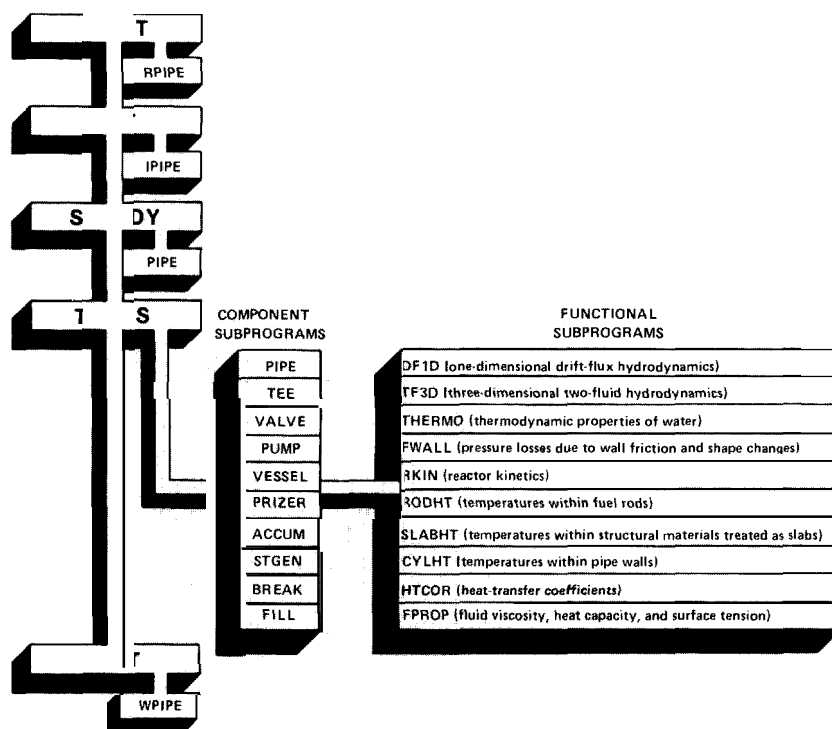 T
RPIPE
IPIPE
S DY
PIPE
T S
COMPONENT
SUBPROGRAMS
PIPE
TEE
VALVE
PUMP
VESSEL
PRIZER
ACCUM
STGEN
BREAK
FILL
FUNCTIONAL
SUBPROGRAMS
DF1D (one-dimensional drift-flux hydrodynamics)
TF3D (three-dimensional two-fluid hydrodynamics)
THERMO (thermodynamic properties of water)
FWALL (pressure losses due to wall friction and shape changes)
RKIN (reactor kinetics)
RODHT (temperatures within fuel rods)
SLABHT (temperatures within structural materials treated as slabs)
CYLHT (temperatures within pipe walls)
HTCOR (heat-transfer coefficients)
FPROP (fluid viscosity, heat capacity, and surface tension)
T
WPIPE